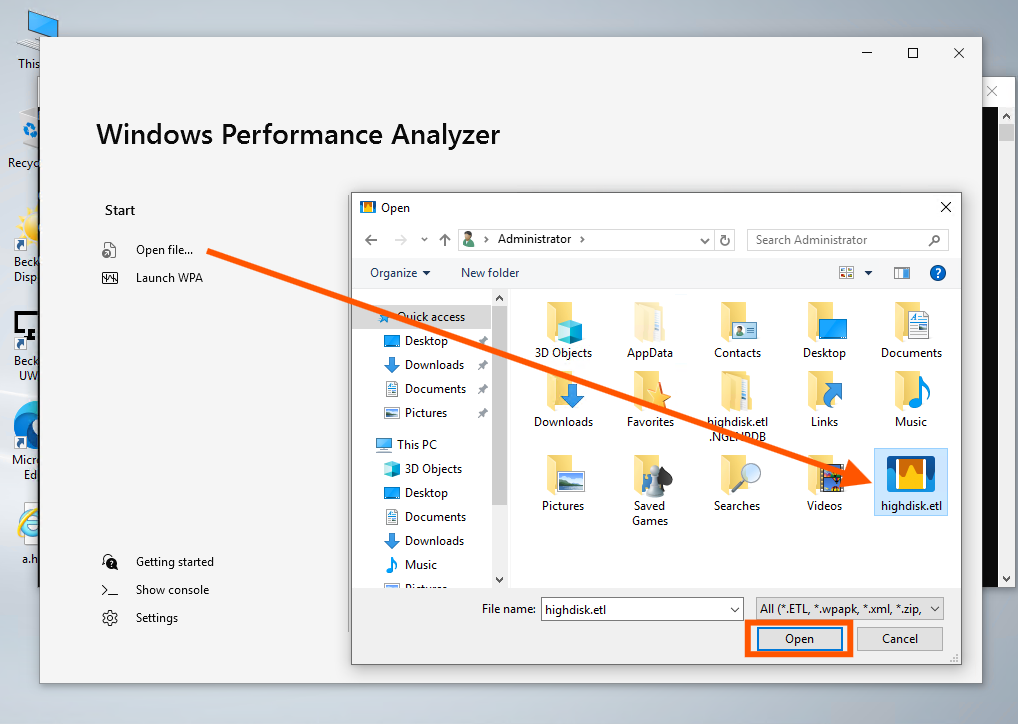 This
Recyc
Beck
Disp
Beck
UW
Micro
Ed
a.h
Windows Performance Analyzer
Start
Open file...
Launch WPA
Getting started
Show console
Settings
Open
Administrator
Search Administrator
Organize
New folder
?
Quick access
Desktop
Downloads
Documents
Pictures
This PC
3D Objects
Desktop
Documents
Downloads
Music
Pictures
3D Objects
AppData
Contacts
Desktop
Documents
Downloads
Favorites
highdisk.etl
.NGENPDB
Links
Music
Pictures
Saved
Games
Searches
Videos
highdisk.etl
File name:
highdisk.etl
All (*.ETL, *.wpapk, *.xml, *.zip,
Open
Cancel